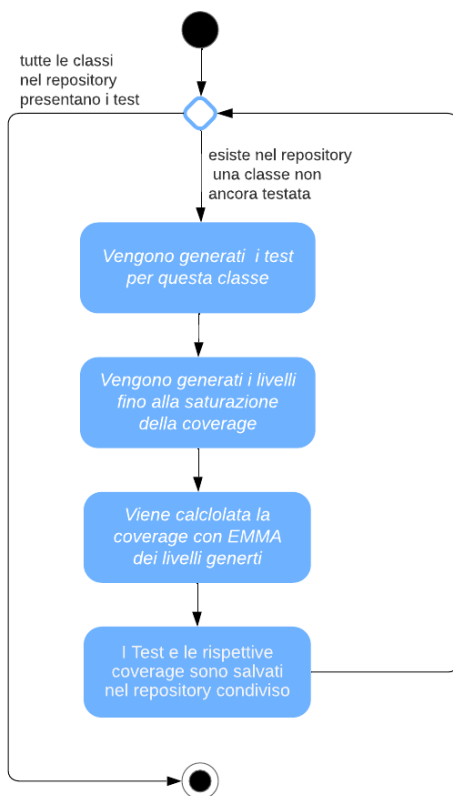 tutte le classi
nel repository
presentano i test
esiste nel repository
una classe non
ancora testata
Vengono generati i test
per questa classe
Vengono generati i livelli
fino alla saturazione
della coverage
Viene calclolata la
coverage con EMMA
dei livelli generti
I Test e le rispettive
coverage sono salvati
nel repository condiviso